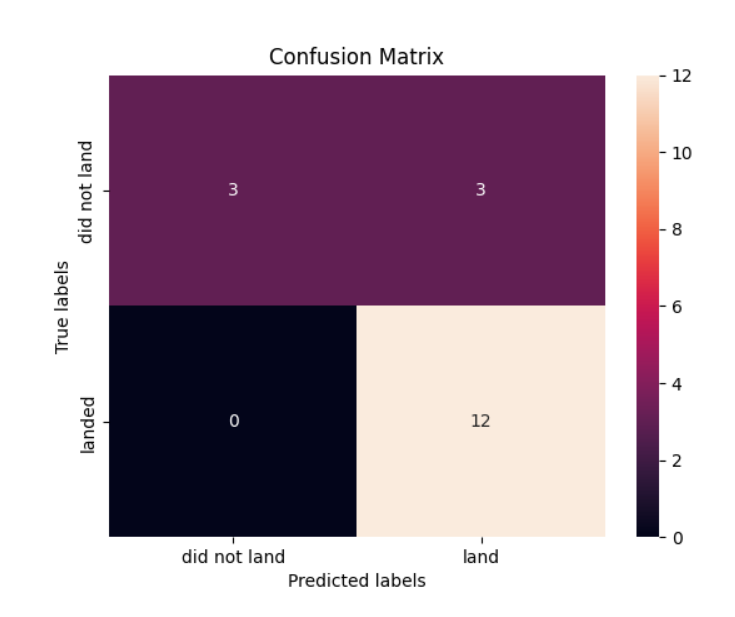 Confusion Matrix
True labels
did not land
landed
3
3
0
12
did not land
land
Predicted labels
12
10
8
6
4
2
0